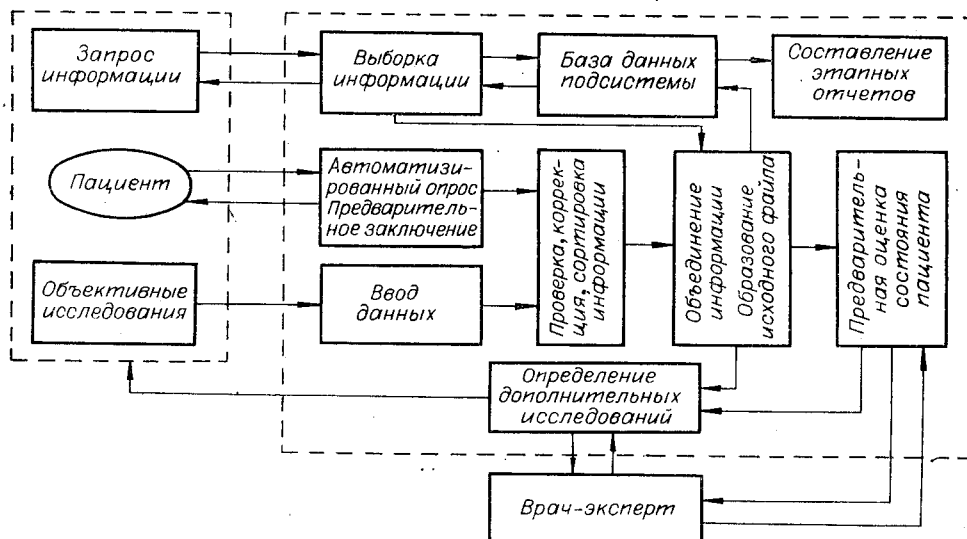 Запрос
информации
Выборка
информации
База данных
подсистемы
Составление
этапных
отчетов
Пациент
Автоматизи-
рованный опрос
Предваритель-
ное заключение
Проверка, коррек-
ция, сортировка
информации
Объединение
информации
Образование
исходного файла
Предваритель-
ная оценка
состояния
пациента
Объективные
исследования
Ввод
данных
Определение
дополнительных
исследований
Врач-эксперт